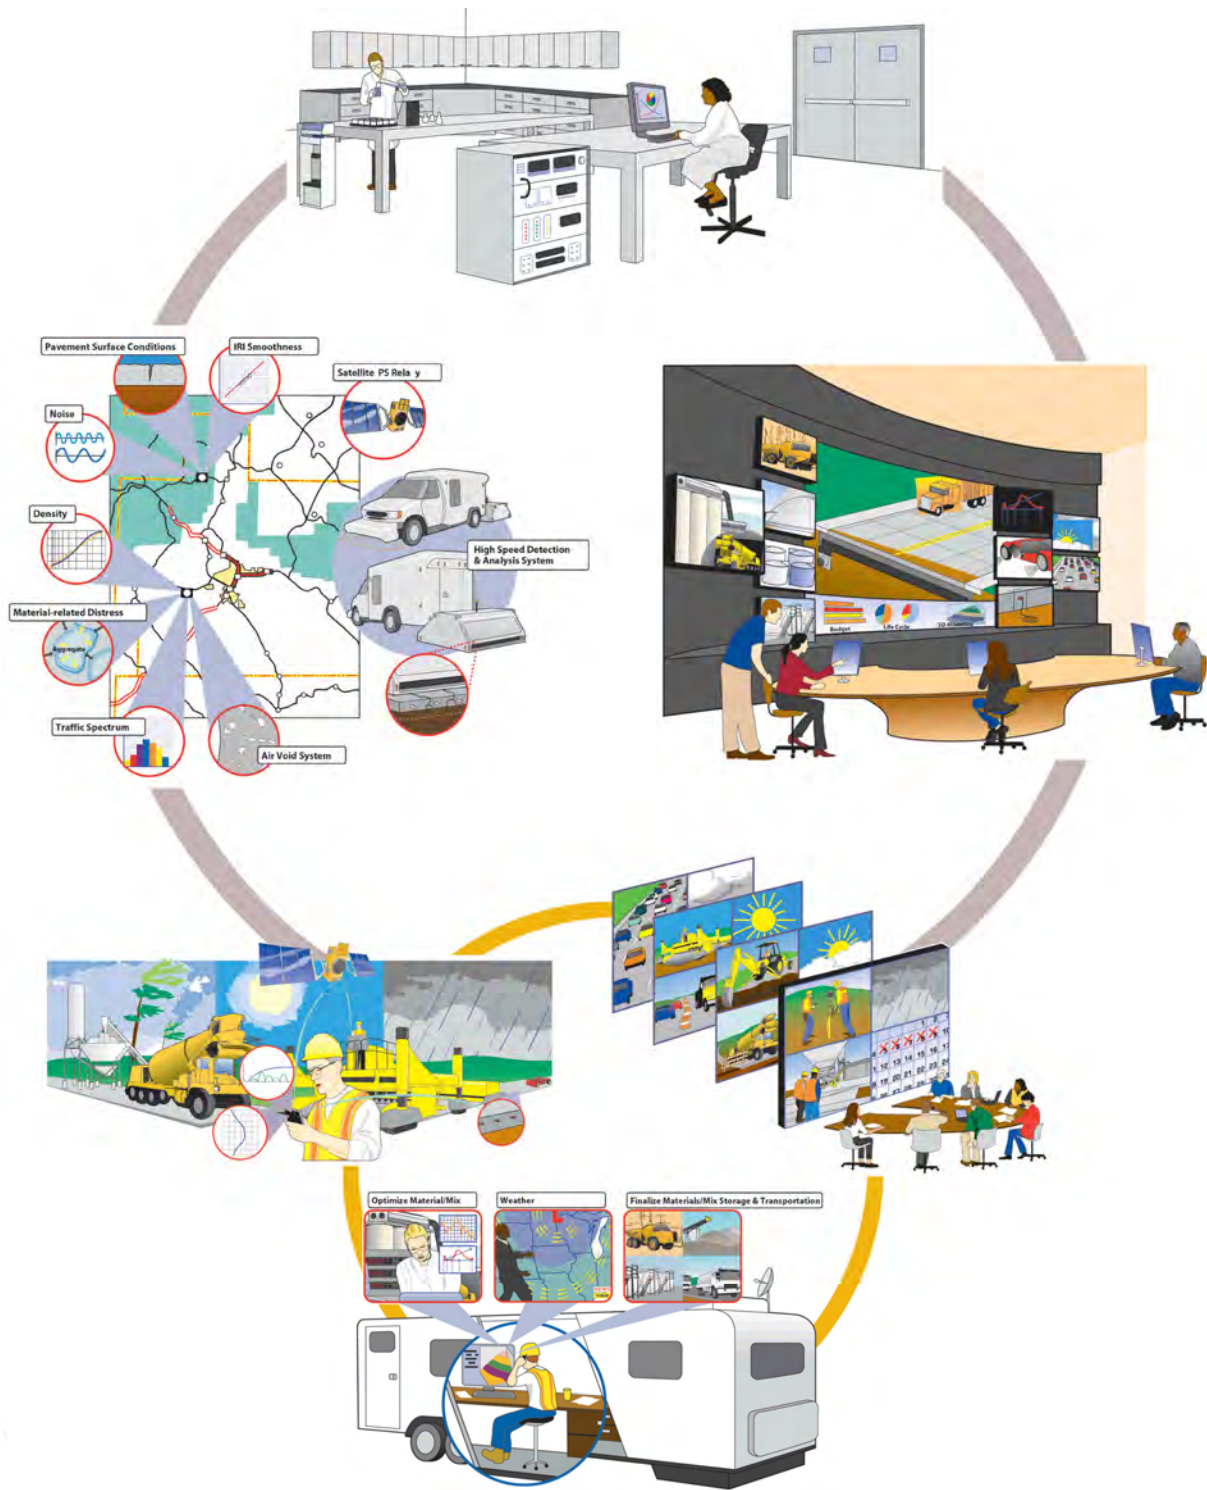 Pavement Surface Conditions
IRI Smoothness
Satellite PS Rela y
Noise
Density
High Speed Detection
& Analysis System
Material-related Distress
Aggregate
Traffic Spectrum
Air Void System
Budget
Life Cycle
Optimize Material/Mix
Weather
Finalize Materials/Mix Storage & Transportation
L